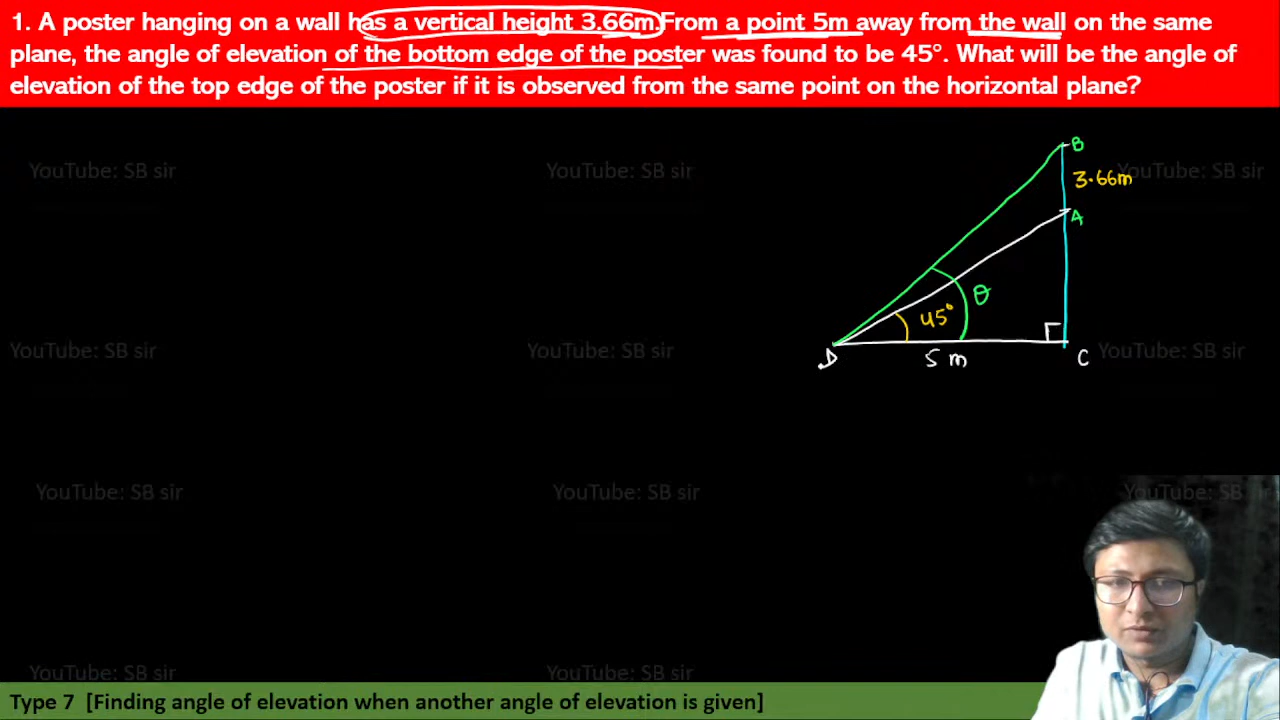 1. A poster hanging on a wall has a vertical height 3.66m.From a point 5m away from the wall on the same
plane, the angle of elevation of the bottom edge of the poster was found to be 45°. What will be the angle of
elevation of the top edge of the poster if it is observed from the same point on the horizontal plane?
B
YouTube: SB sir YouTube: SB sir YouTube: SB sir
3.66m
A
θ
45°
YouTube: SB sir YouTube: SB sir YouTube: SB sir
D 5 m C
YouTube: SB sir YouTube: SB sir YouTube: SB sir
YouTube: SB sir YouTube: SB sir
Type 7 [Finding angle of elevation when another angle of elevation is given]